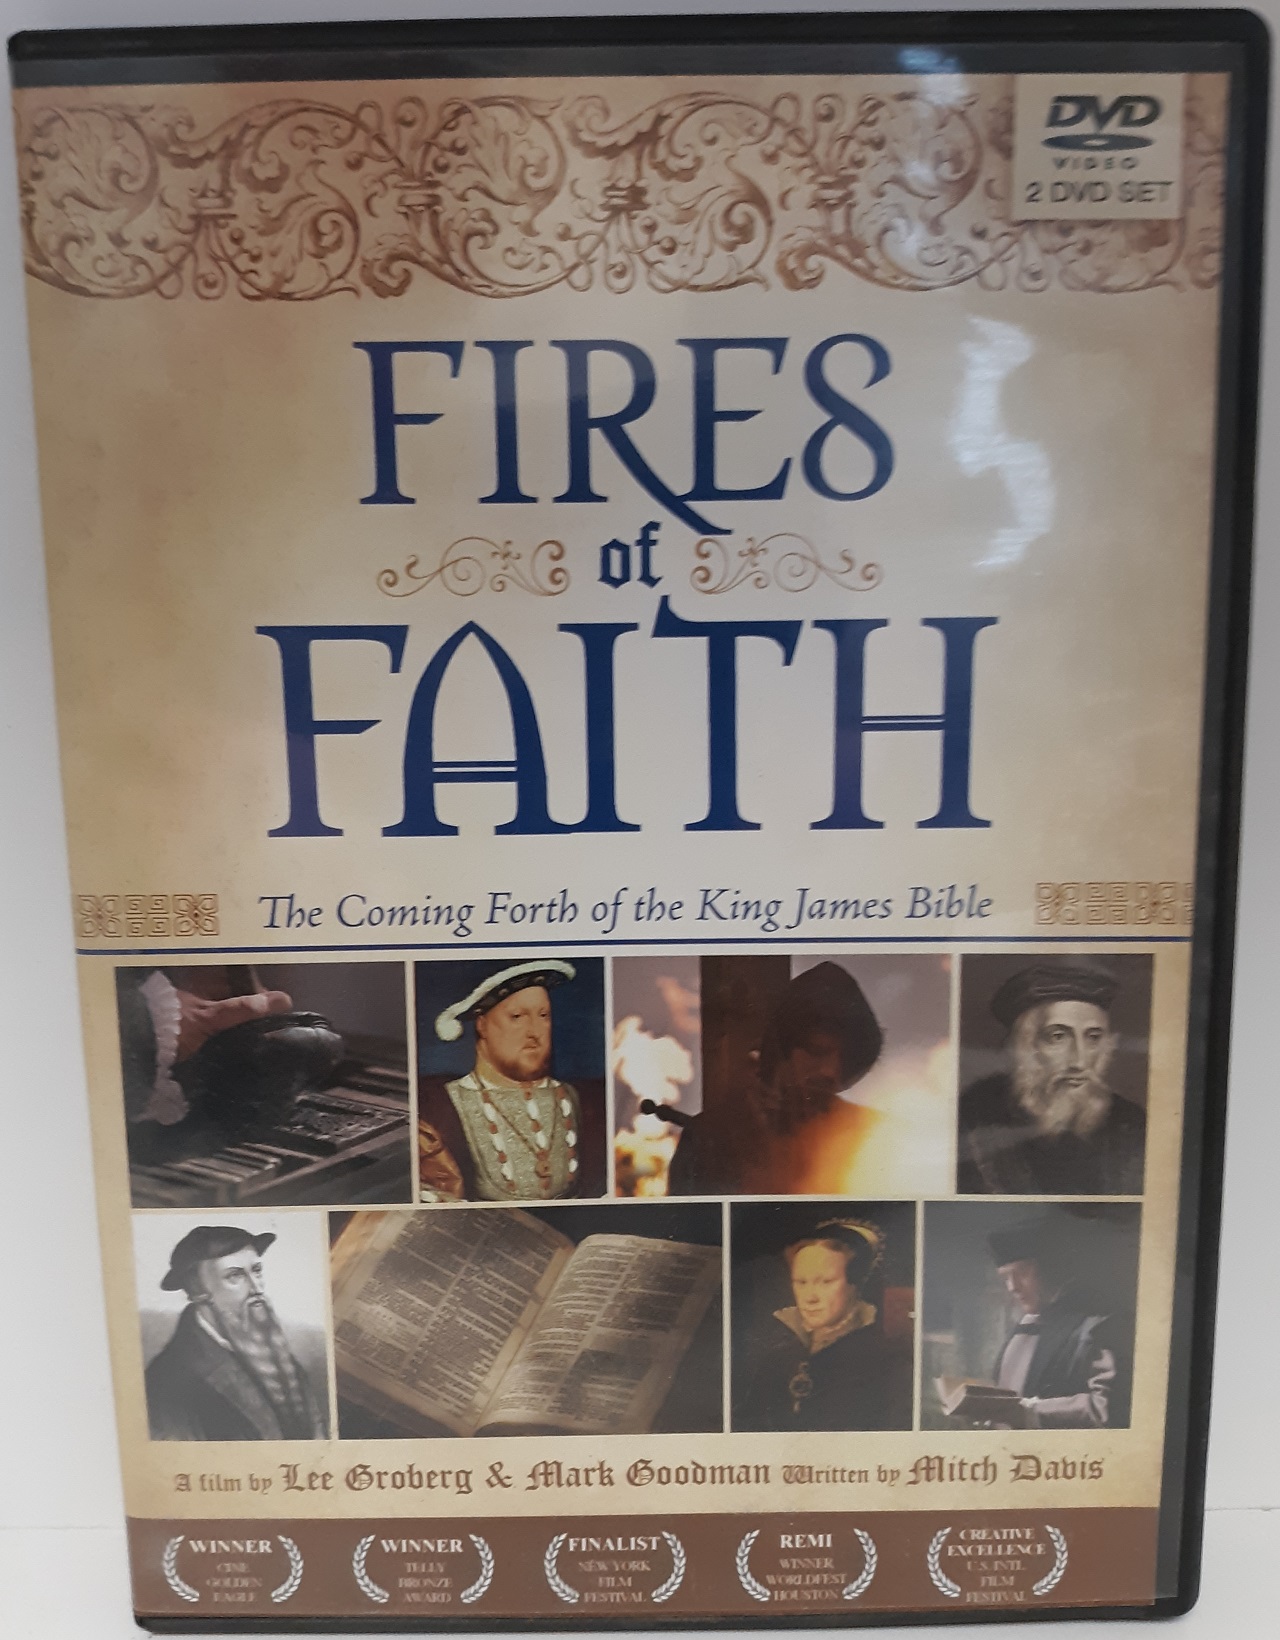 DVD
VIDEO
2 DVD SET
FIRES
of
FAITH
The Coming Forth of the King James Bible
A film by Lee Groberg & Mark Goodman Written by Mitch Davis
WINNER
CINE
GOLDEN
EAGLE
WINNER
TELLY
BRONZE
AWARD
FINALIST
NEW YORK
FILM
FESTIVAL
REMI
WINNER
WORLDFEST
HOUSTON
CREATIVE
EXCELLENCE
U.S. INTL
FILM
FESTIVAL